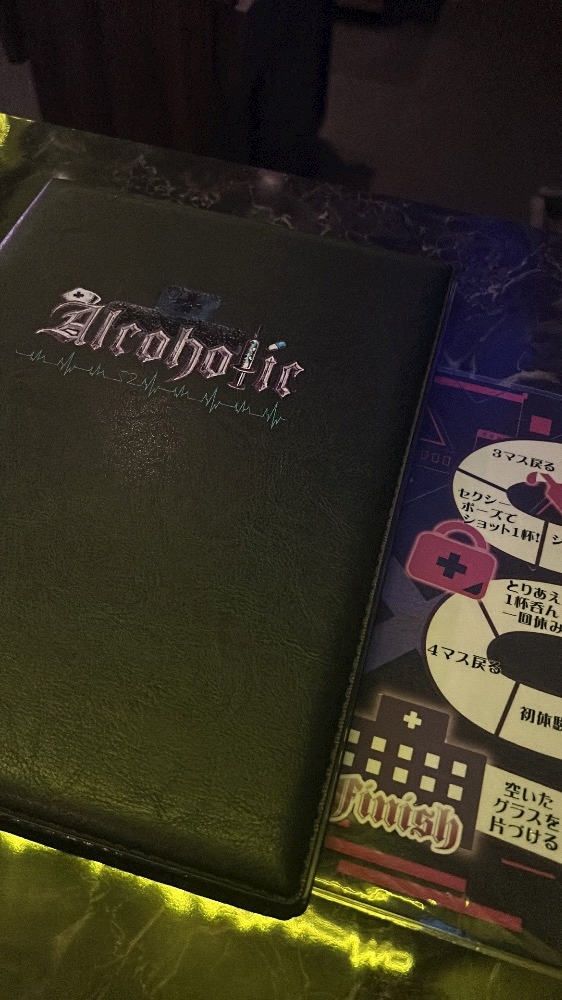 Alcoholic
3マス戻る
セクシー
ポーズで
ショット1杯!
とりあえ
1杯呑ん
一回休み
4マス戻る
初体験
Finish
空いた
グラスを
片づける